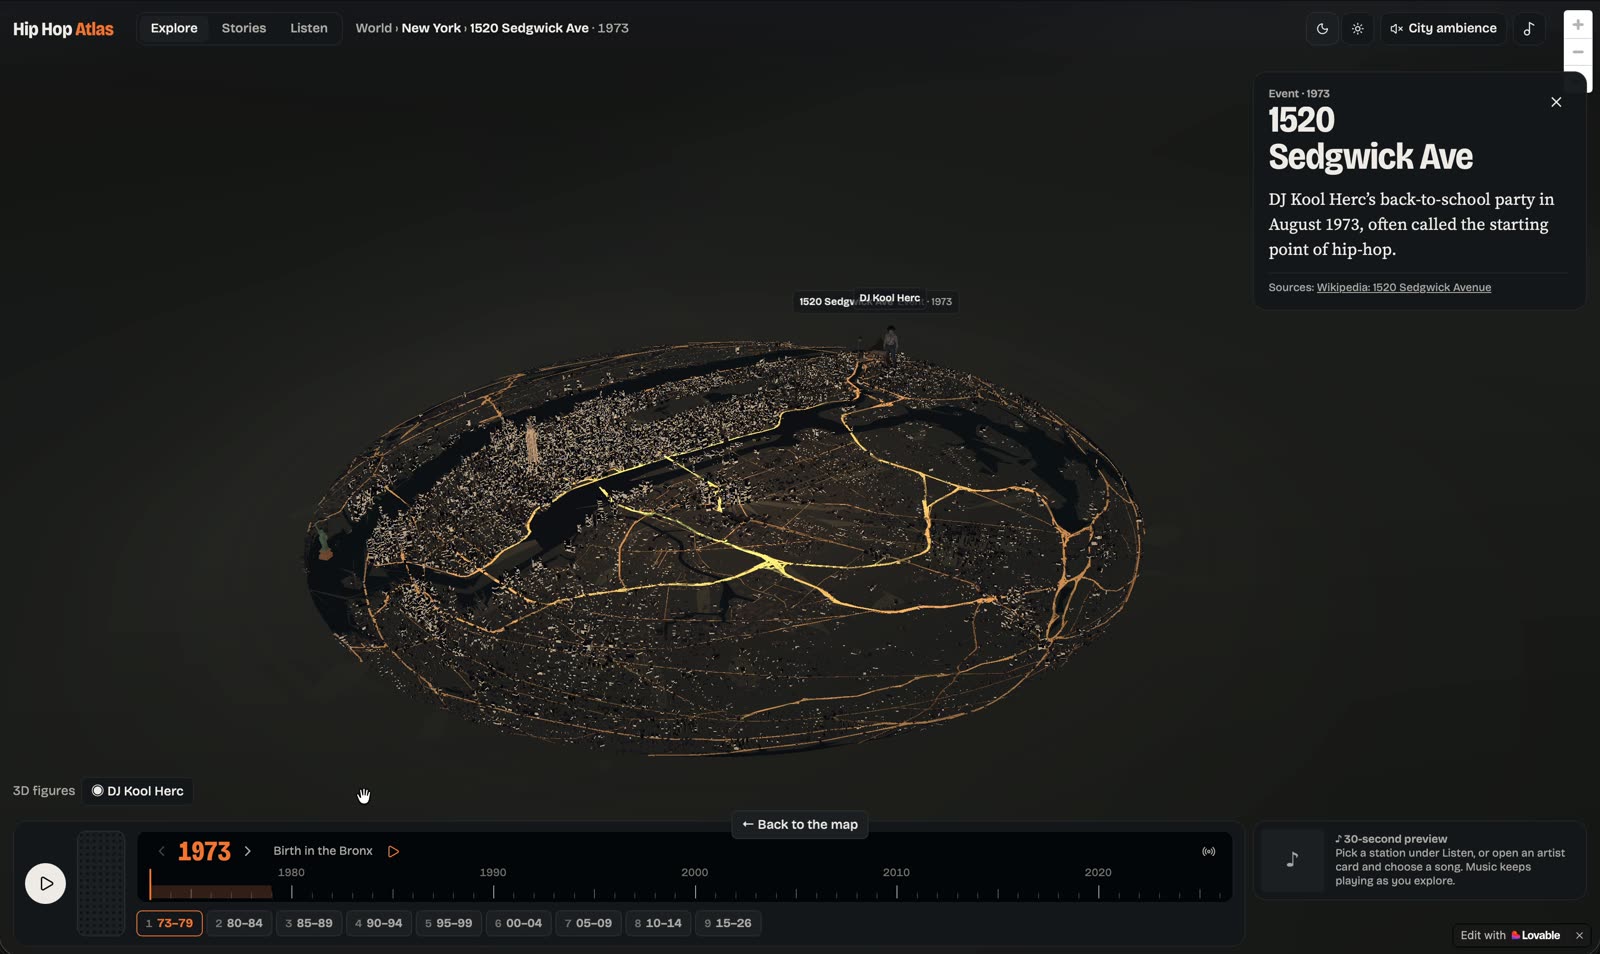 Hip Hop Atlas
Explore
Stories
Listen
World › New York › 1520 Sedgwick Ave · 1973
City ambience
Event · 1973
1520
Sedgwick Ave
DJ Kool Herc’s back-to-school party in
August 1973, often called the starting
point of hip-hop.
Sources: Wikipedia: 1520 Sedgwick Avenue
1520 Sedgw
DJ Kool Herc
· 1973
3D figures
DJ Kool Herc
← Back to the map
1973
Birth in the Bronx
1980
1990
2000
2010
2020
1 73–79
2 80–84
3 85–89
4 90–94
5 95–99
6 00–04
7 05–09
8 10–14
9 15–26
30-second preview
Pick a station under Listen, or open an artist
card and choose a song. Music keeps
playing as you explore.
Edit with Lovable